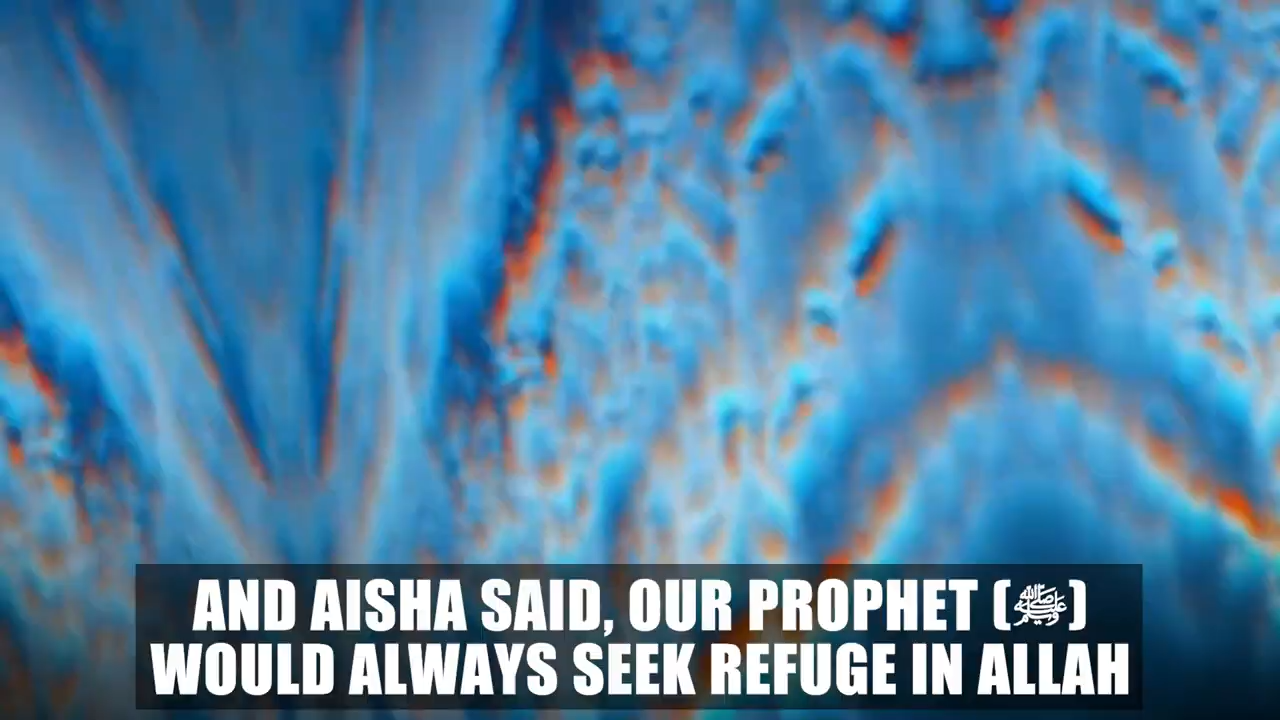 AND AISHA SAID, OUR PROPHET (ﷺ)
WOULD ALWAYS SEEK REFUGE IN ALLAH